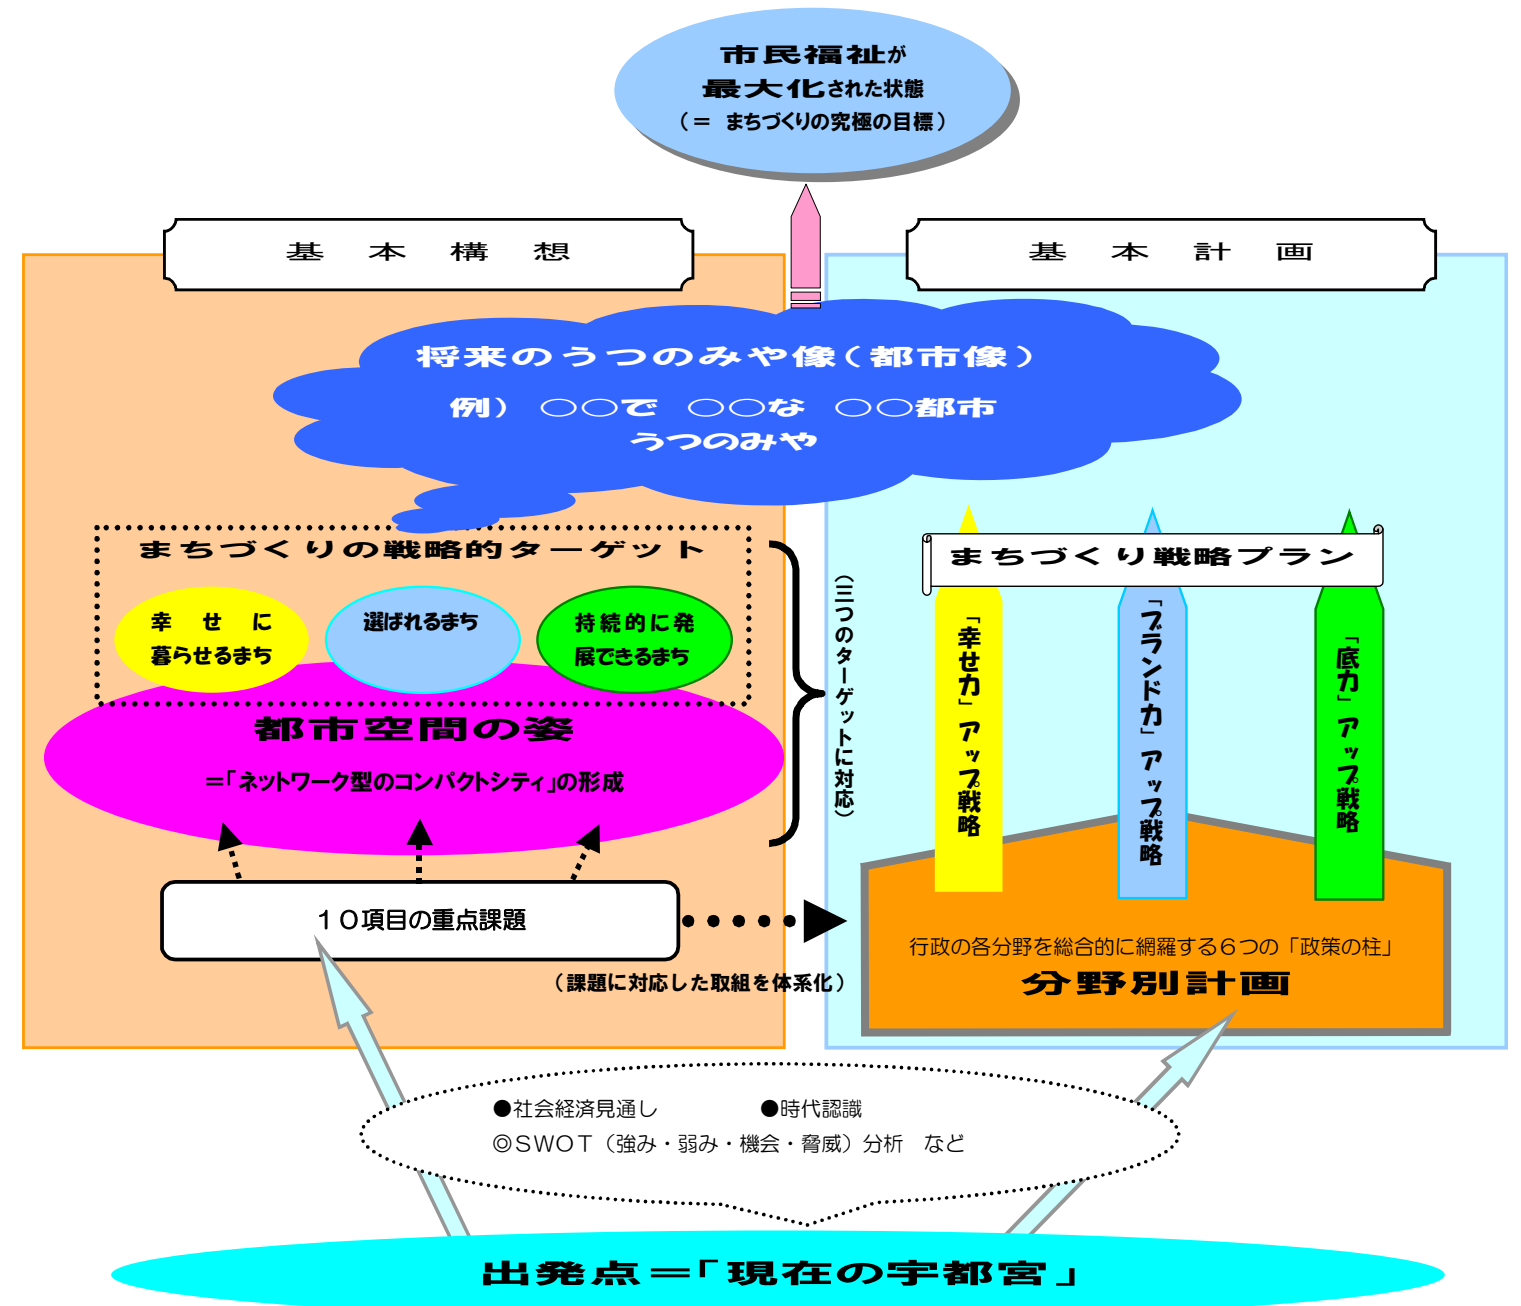 市民福祉が
最大化された状態
（＝　まちづくりの究極の目標）
基　本　構　想
基　本　計　画
将来のうつのみや像（都市像）
例）　○○で　○○な　○○都市
うつのみや
まちづくりの戦略的ターゲット
幸　せ　に
暮らせるまち
選ばれるまち
持続的に発
展できるまち
都市空間の姿
＝「ネットワーク型のコンパクトシティ」の形成
（三つのターゲットに対応）
まちづくり戦略プラン
「幸せ力」アップ戦略
「ブランド力」アップ戦略
「底力」アップ戦略
１０項目の重点課題
（課題に対応した取組を体系化）
行政の各分野を総合的に網羅する６つの「政策の柱」
分野別計画
●社会経済見通し　　　　　●時代認識
◎ＳＷＯＴ（強み・弱み・機会・脅威）分析　など
出発点＝「現在の宇都宮」